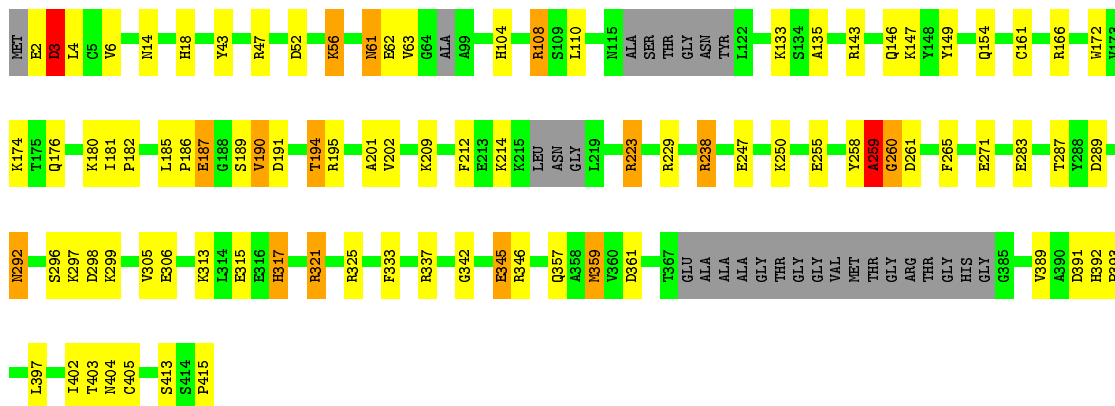 MET E2 D3 L4 C5 V6 N14 H18 Y43 R47 D52 K56 N61 E62 V63 G64 ALA A99 H104 R108 S109 L110 N115 ALA SER THR GLY ASN TYR L122 K133 S134 A135 R143 Q146 K147 Y148 Y149 Q154 C161 R166 W172
K174 T175 Q176 K180 I181 P182 L185 P186 E187 G188 S189 V190 D191 T194 R195 A201 V202 K209 F212 E213 K214 K215 LEU ASN GLY L219 R223 R229 R238 E247 K250 E255 Y258 A259 G260 D261 F265 E271 E283 T287 Y288 D289
N292 S296 K297 D298 K299 V305 E306 K313 L314 E315 E316 H317 R321 R325 F333 R337 G342 E345 R346 Q357 A358 M359 V360 D361 T367 GLU ALA ALA ALA GLY THR GLY GLY VAL MET THR GLY ARG THR GLY HIS GLY G385 V389 A390 D391 H392
L397 I402 T403 N404 C405 S413 S414 P415